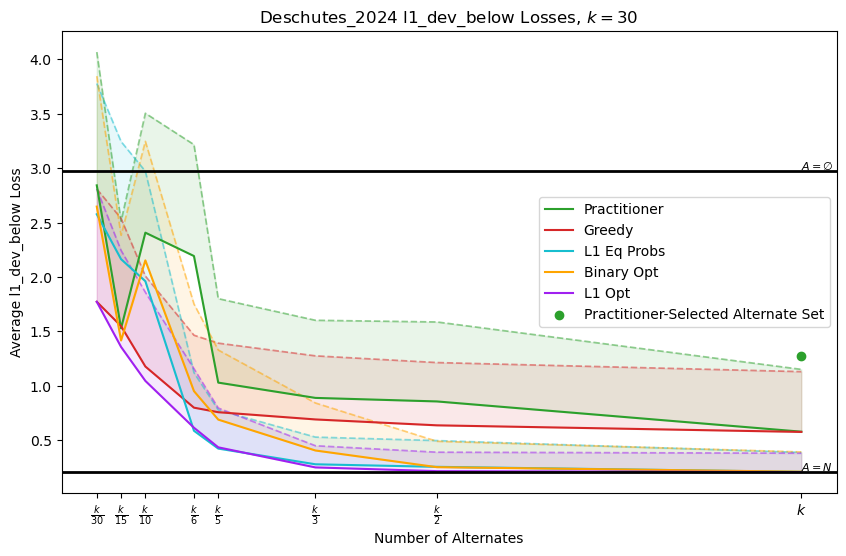 Deschutes_2024 l1_dev_below Losses, k = 30
Average l1_dev_below Loss
4.0
3.5
3.0
2.5
2.0
1.5
1.0
0.5
A = ∅
Practitioner
Greedy
L1 Eq Probs
Binary Opt
L1 Opt
Practitioner-Selected Alternate Set
A = N
k/30 k/15 k/10 k/6 k/5 k/3 k/2 k
Number of Alternates